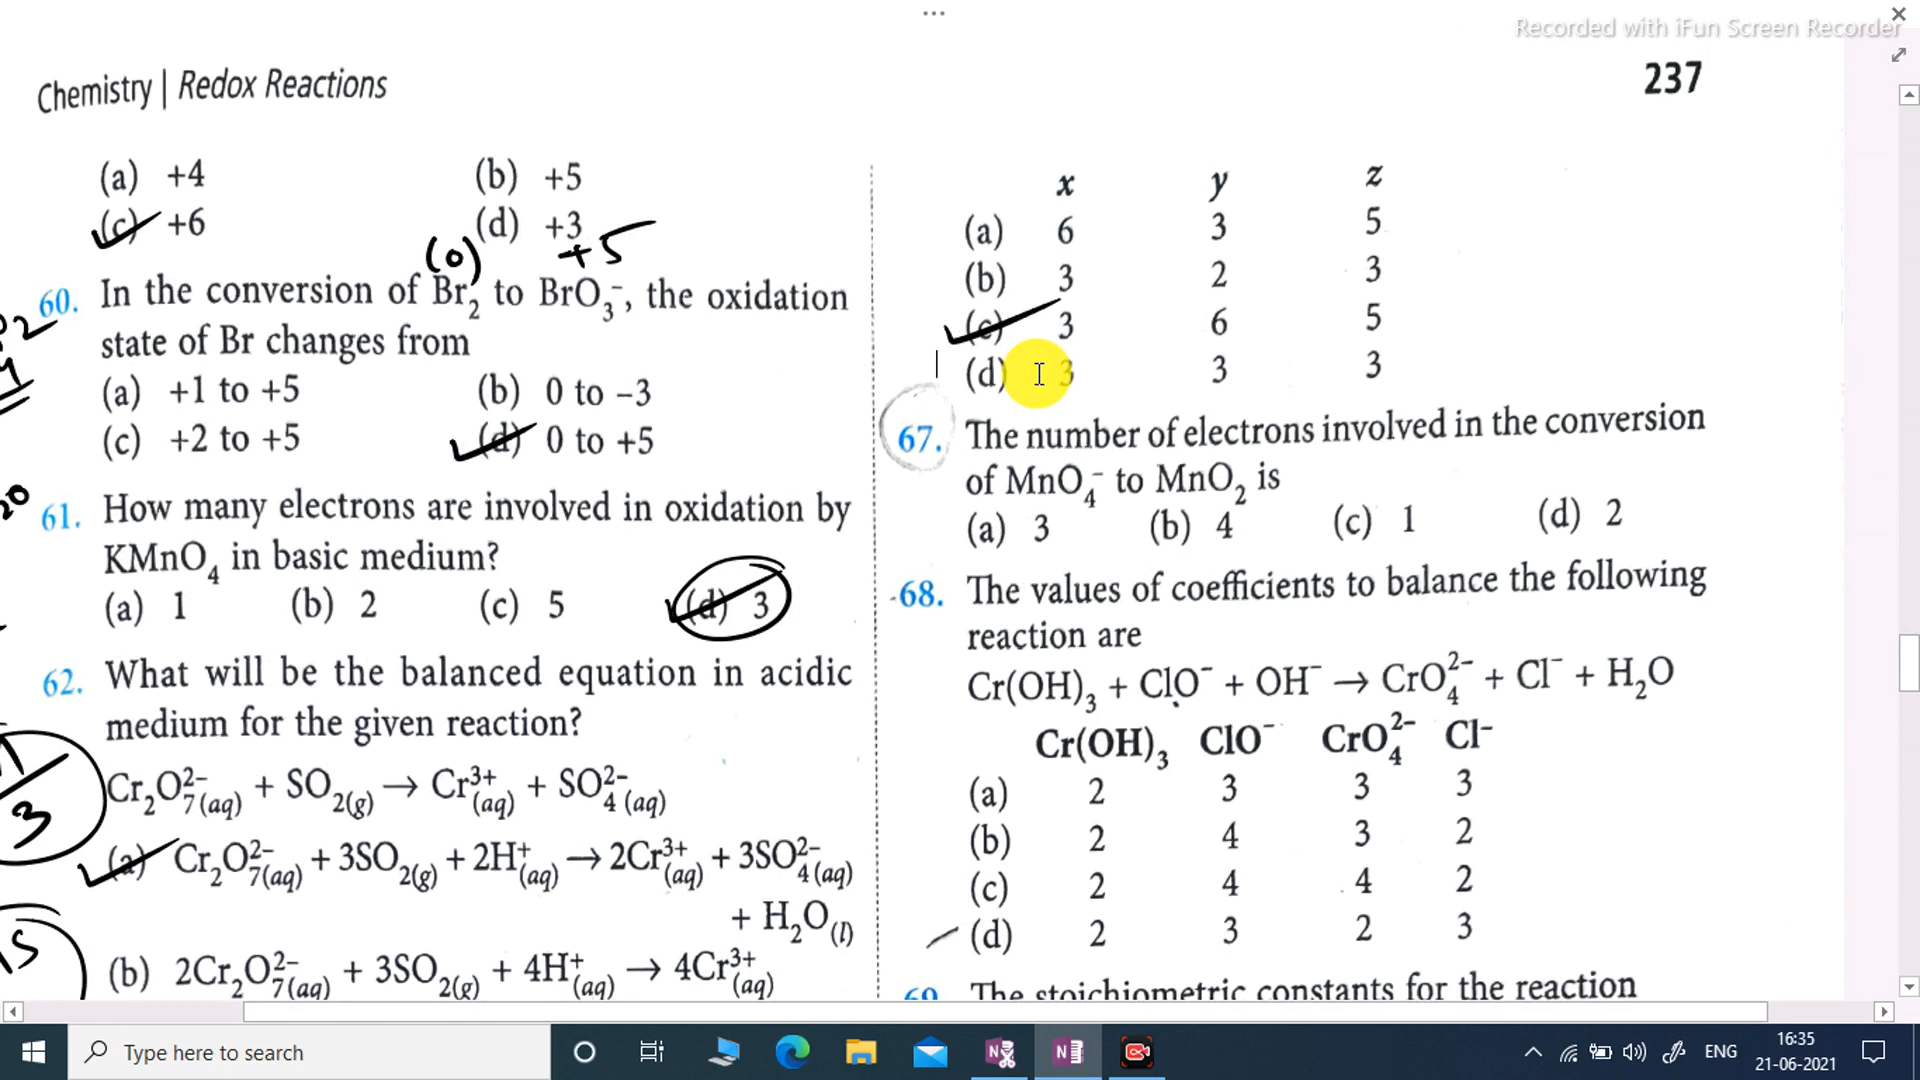 Recorded with iFun Screen Recorder
Chemistry | Redox Reactions
237
(a) +4 (b) +5
(c) +6 (d) +3
(0) +5
60. In the conversion of Br₂ to BrO₃⁻, the oxidation
state of Br changes from
(a) +1 to +5 (b) 0 to –3
(c) +2 to +5 (d) 0 to +5
61. How many electrons are involved in oxidation by
KMnO₄ in basic medium?
(a) 1 (b) 2 (c) 5 (d) 3
62. What will be the balanced equation in acidic
medium for the given reaction?
Cr₂O₇²⁻(aq) + SO₂(g) → Cr³⁺(aq) + SO₄²⁻(aq)
3
(a) Cr₂O₇²⁻(aq) + 3SO₂(g) + 2H⁺(aq) → 2Cr³⁺(aq) + 3SO₄²⁻(aq)
+ H₂O(l)
(b) 2Cr₂O₇²⁻(aq) + 3SO₂(g) + 4H⁺(aq) → 4Cr³⁺(aq)
x y z
(a) 6 3 5
(b) 3 2 3
(c) 3 6 5
(d) 3 3 3
67. The number of electrons involved in the conversion
of MnO₄⁻ to MnO₂ is
(a) 3 (b) 4 (c) 1 (d) 2
68. The values of coefficients to balance the following
reaction are
Cr(OH)₃ + ClO⁻ + OH⁻ → CrO₄²⁻ + Cl⁻ + H₂O
Cr(OH)₃ ClO⁻ CrO₄²⁻ Cl⁻
(a) 2 3 3 3
(b) 2 4 3 2
(c) 2 4 4 2
(d) 2 3 2 3
69. The stoichiometric constants for the reaction
Type here to search
ENG
16:35
21-06-2021